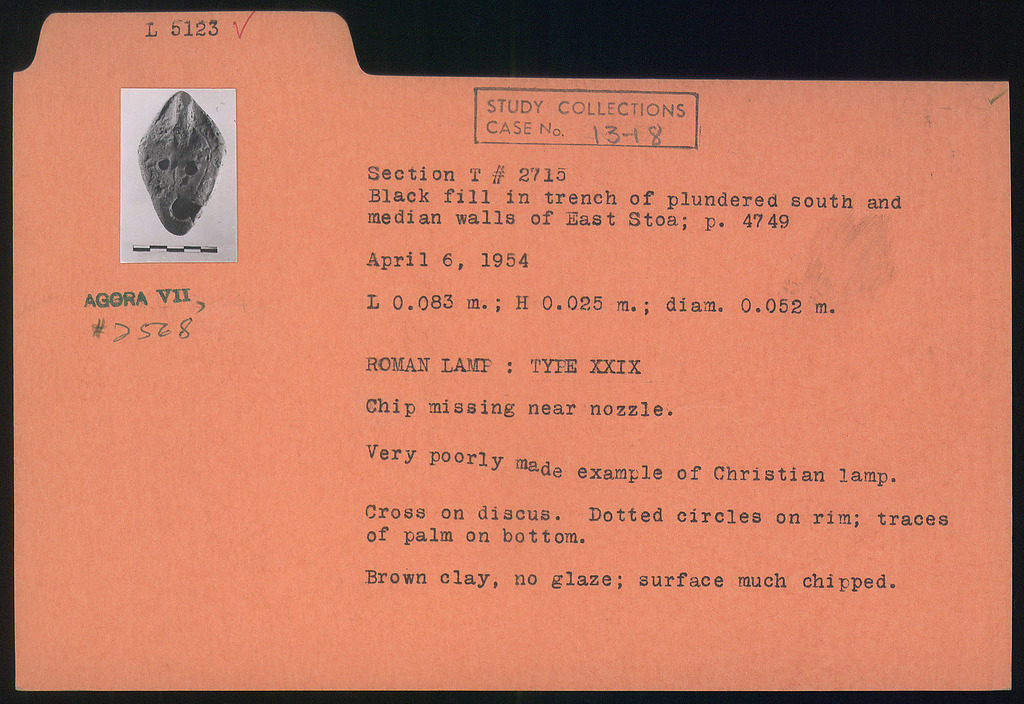 L 5123 ✓
STUDY COLLECTIONS
CASE No. 13-18
Section T # 2715
Black fill in trench of plundered south and
median walls of East Stoa; p. 4749
April 6, 1954
L 0.083 m.; H 0.025 m.; diam. 0.052 m.
AGORA VII,
#2568
ROMAN LAMP : TYPE XXIX
Chip missing near nozzle.
Very poorly made example of Christian lamp.
Cross on discus. Dotted circles on rim; traces
of palm on bottom.
Brown clay, no glaze; surface much chipped.